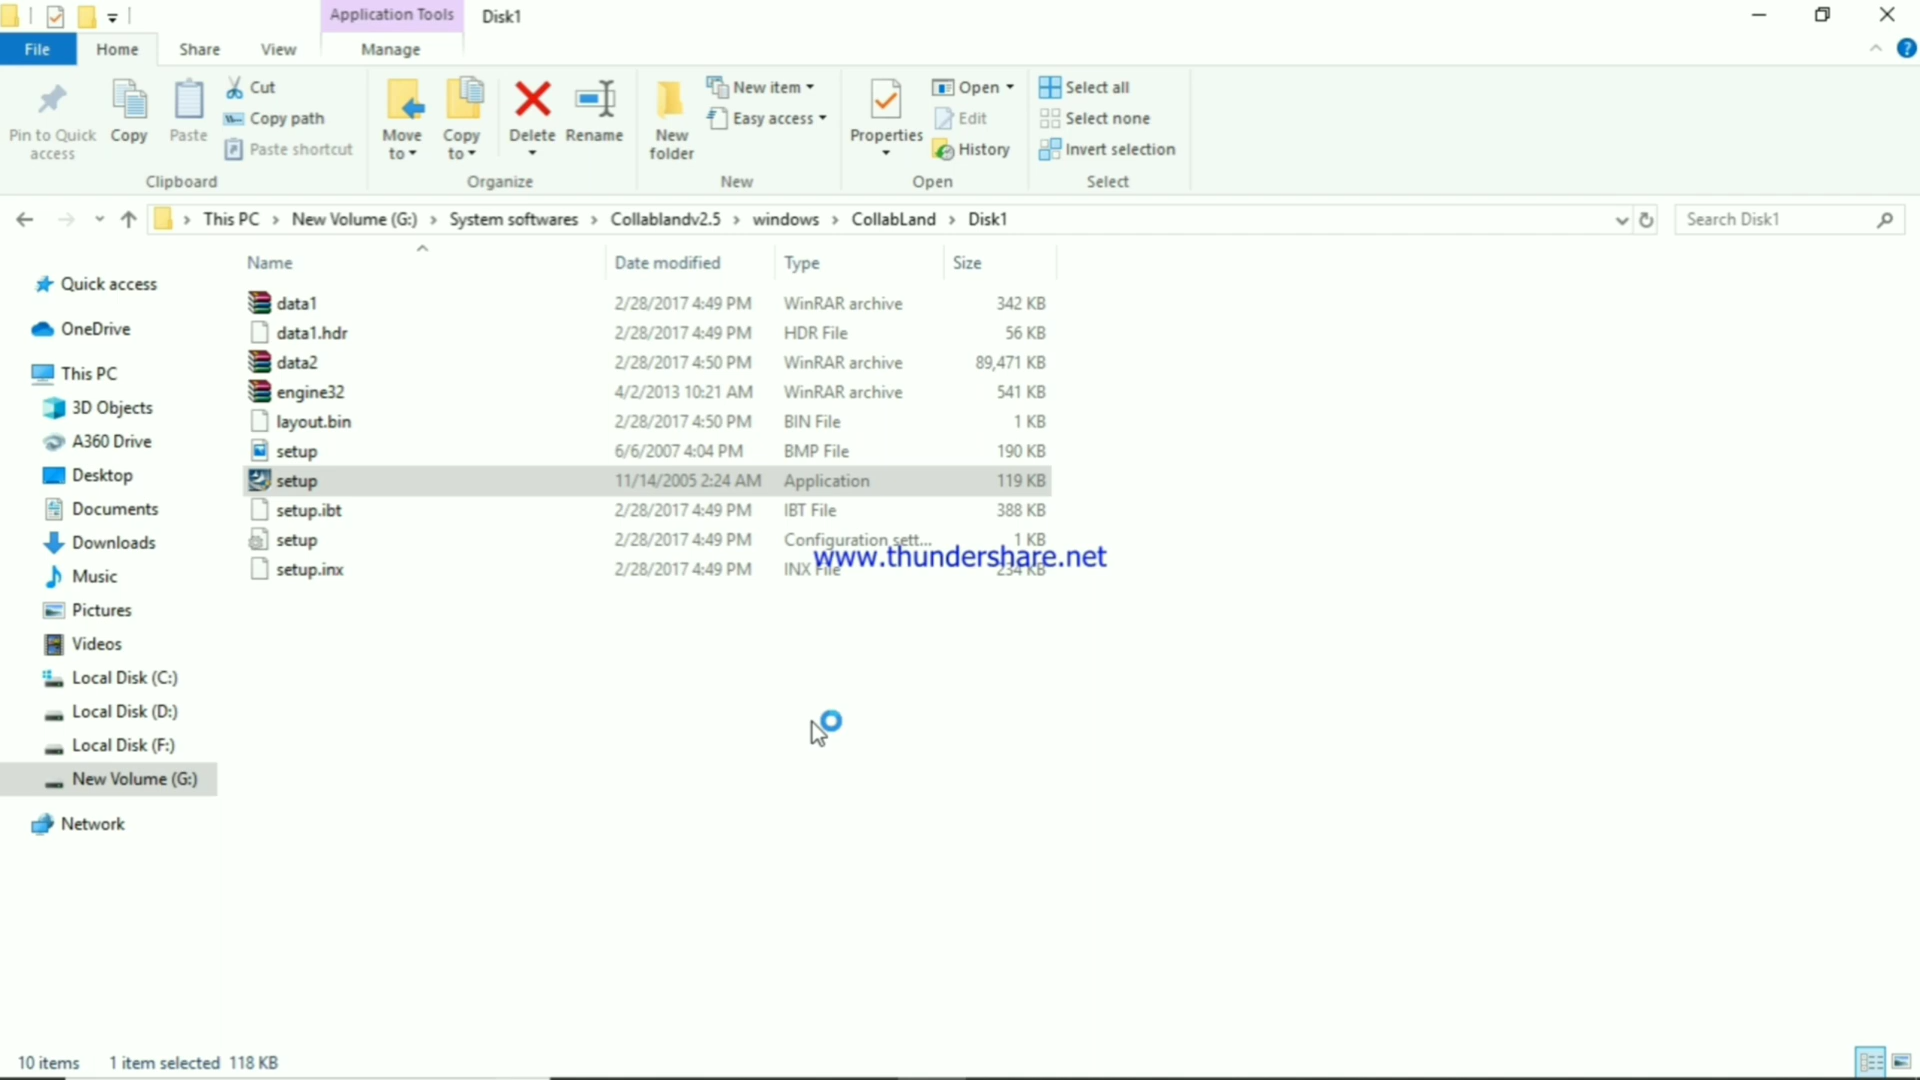 Application Tools Disk1
File Home Share View Manage
Pin to Quick access
Copy
Paste
Cut
Copy path
Paste shortcut
Clipboard
Move to
Copy to
Delete
Rename
Organize
New folder
New item
Easy access
New
Properties
Open
Edit
History
Open
Select all
Select none
Invert selection
Select
This PC › New Volume (G:) › System softwares › Collablandv2.5 › windows › CollabLand › Disk1
Search Disk1
Quick access
OneDrive
This PC
3D Objects
A360 Drive
Desktop
Documents
Downloads
Music
Pictures
Videos
Local Disk (C:)
Local Disk (D:)
Local Disk (F:)
New Volume (G:)
Network
Name Date modified Type Size
data1 2/28/2017 4:49 PM WinRAR archive 342 KB
data1.hdr 2/28/2017 4:49 PM HDR File 56 KB
data2 2/28/2017 4:50 PM WinRAR archive 89,471 KB
engine32 4/2/2013 10:21 AM WinRAR archive 541 KB
layout.bin 2/28/2017 4:50 PM BIN File 1 KB
setup 6/6/2007 4:04 PM BMP File 190 KB
setup 11/14/2005 2:24 AM Application 119 KB
setup.ibt 2/28/2017 4:49 PM IBT File 388 KB
setup 2/28/2017 4:49 PM Configuration sett... 1 KB
setup.inx 2/28/2017 4:49 PM INX File 234 KB
www.thundershare.net
10 items 1 item selected 118 KB